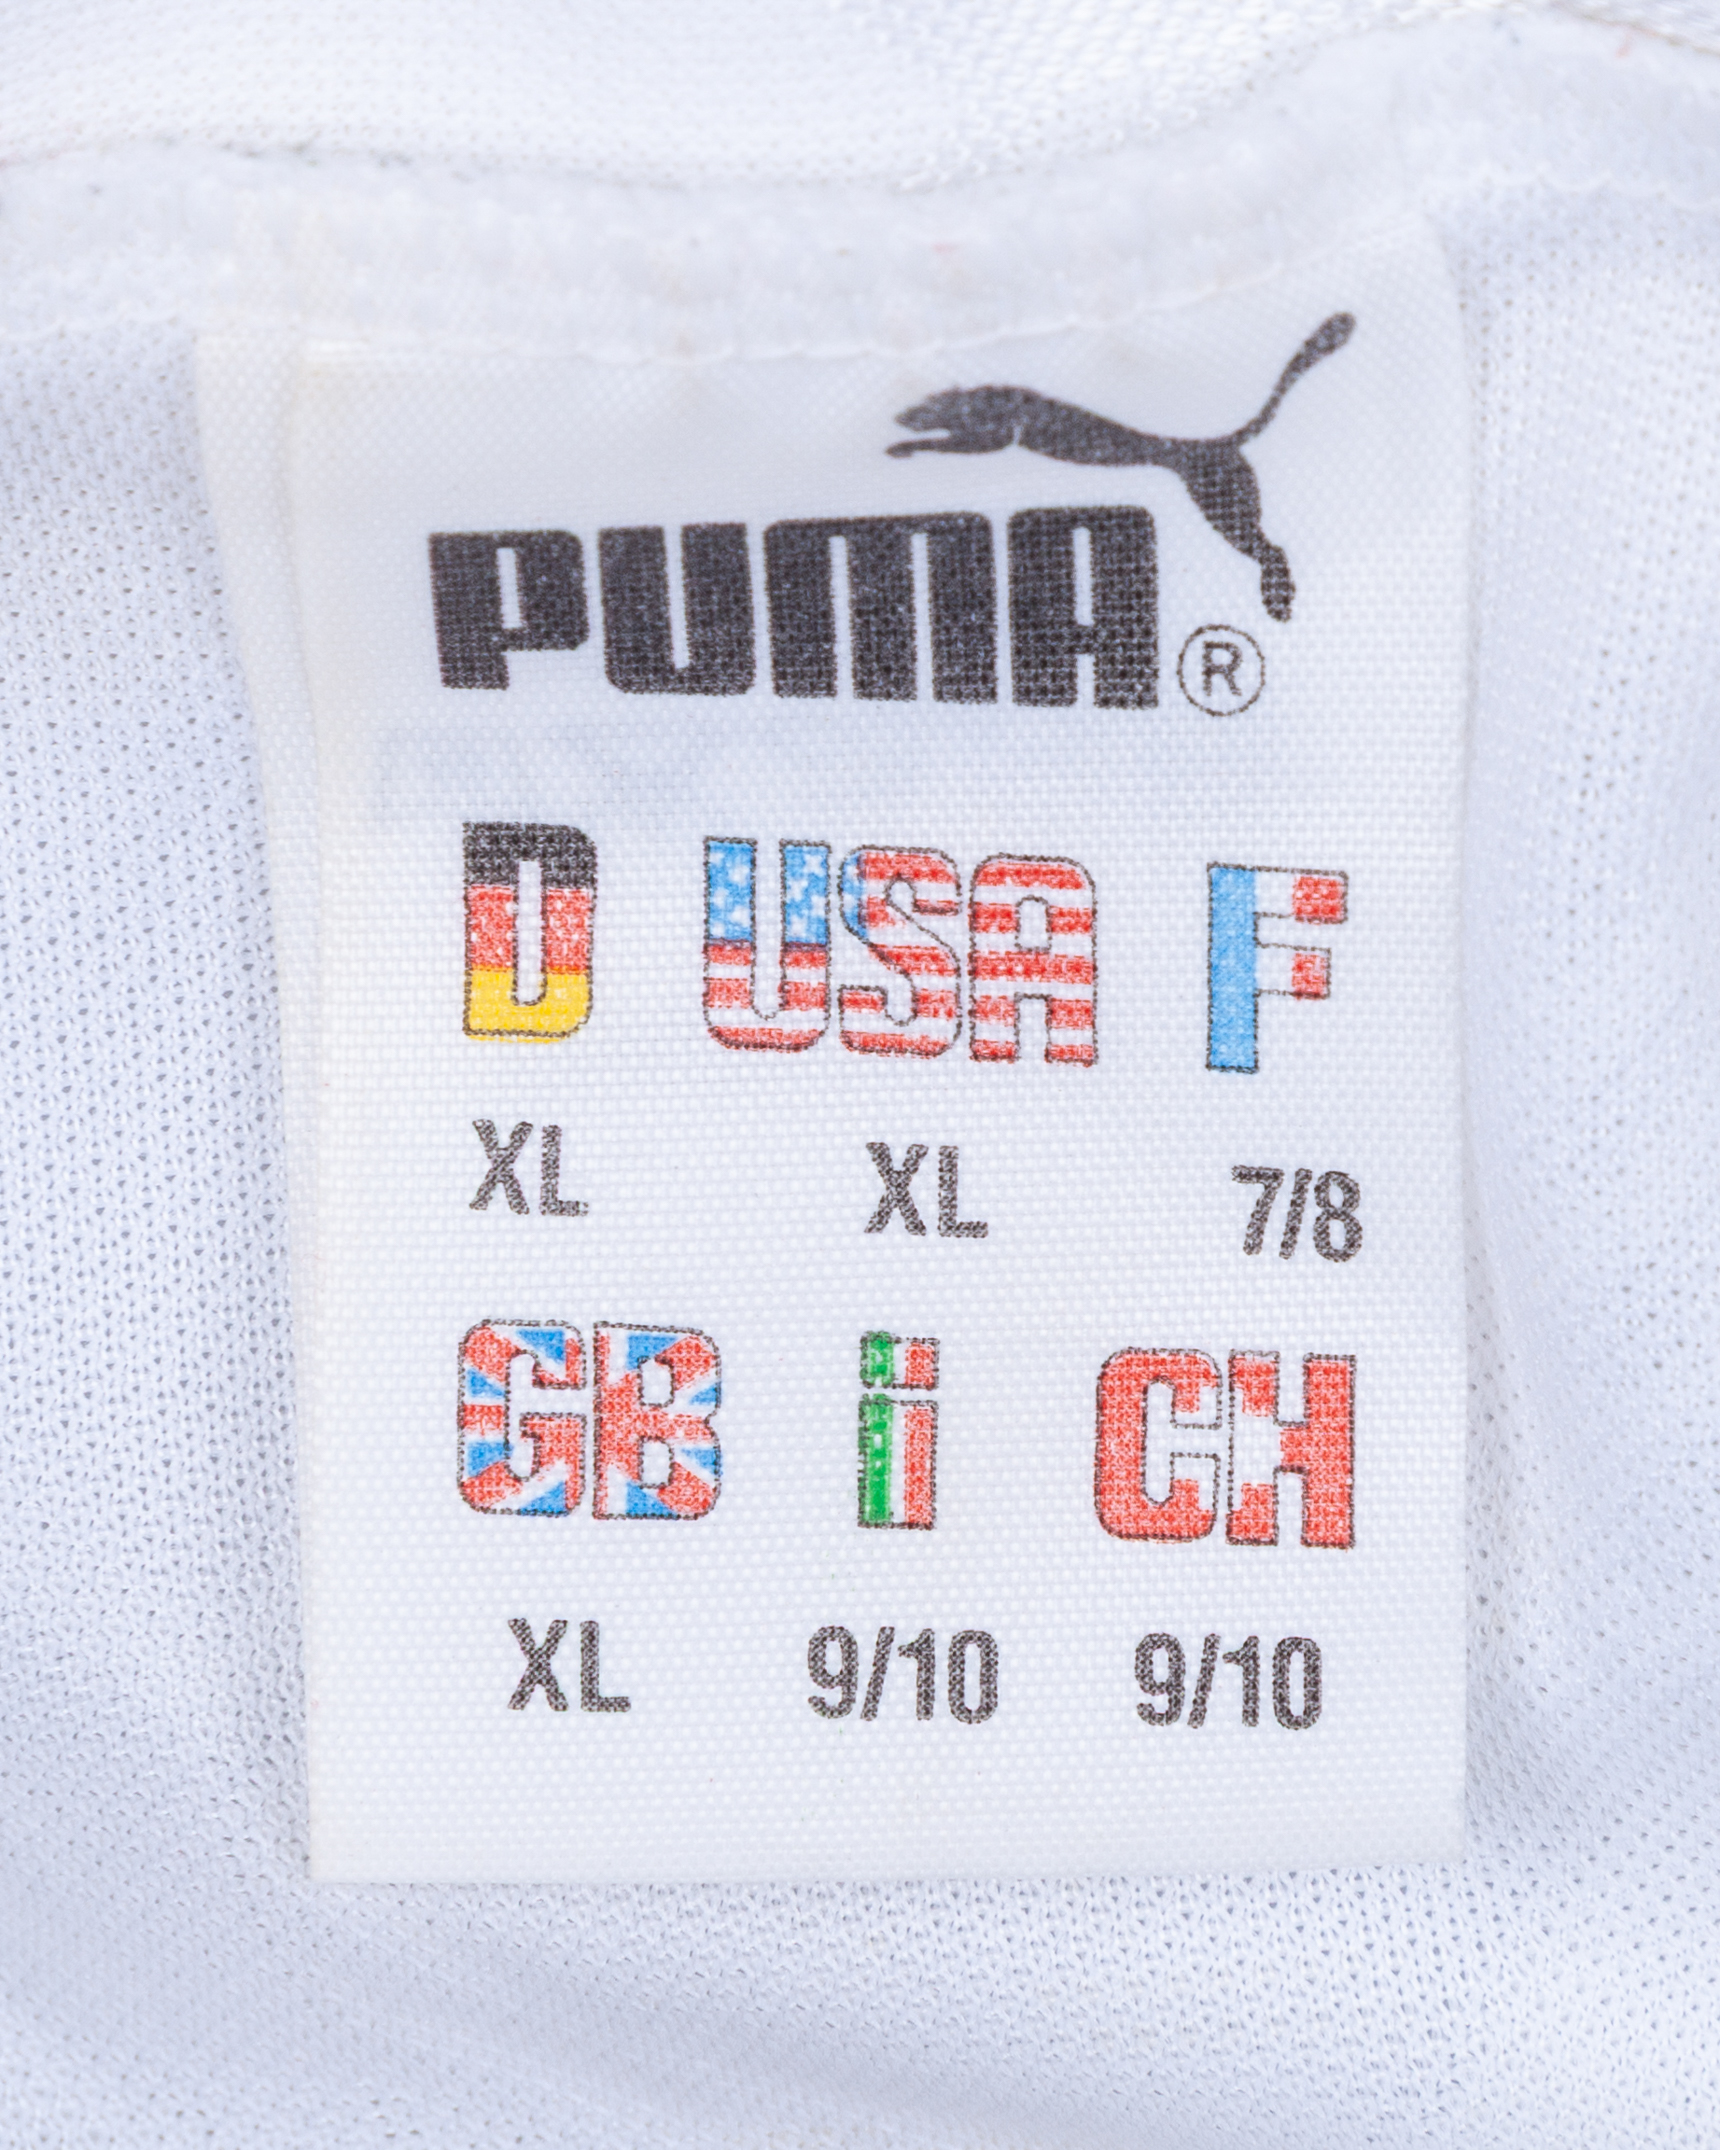 PUMA®
D USA F
XL XL 7/8
GB i CH
XL 9/10 9/10